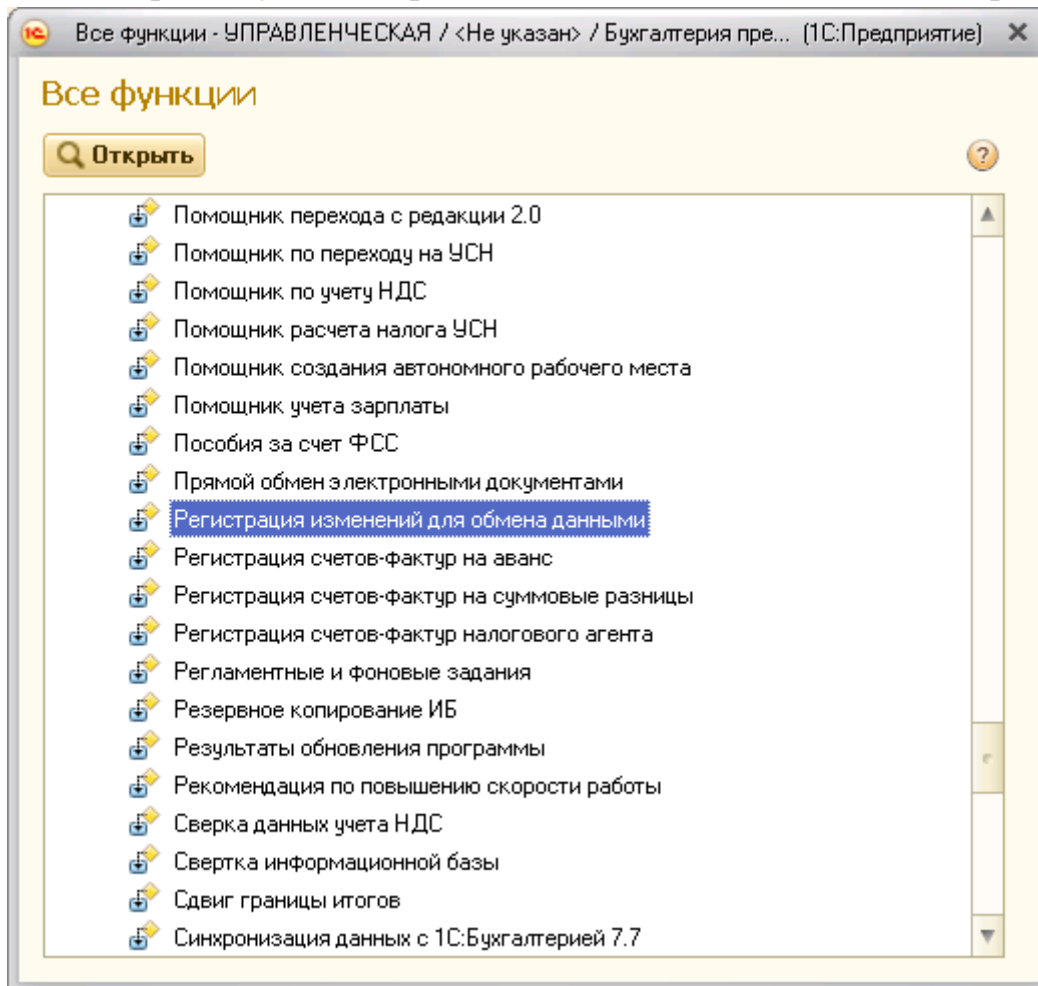 1С Все функции - УПРАВЛЕНЧЕСКАЯ / <Не указан> / Бухгалтерия пре... (1С:Предприятие)
Все функции
Открыть
?
Помощник перехода с редакции 2.0
Помощник по переходу на УСН
Помощник по учету НДС
Помощник расчета налога УСН
Помощник создания автономного рабочего места
Помощник учета зарплаты
Пособия за счет ФСС
Прямой обмен электронными документами
Регистрация изменений для обмена данными
Регистрация счетов-фактур на аванс
Регистрация счетов-фактур на суммовые разницы
Регистрация счетов-фактур налогового агента
Регламентные и фоновые задания
Резервное копирование ИБ
Результаты обновления программы
Рекомендация по повышению скорости работы
Сверка данных учета НДС
Свертка информационной базы
Сдвиг границы итогов
Синхронизация данных с 1С:Бухгалтерией 7.7